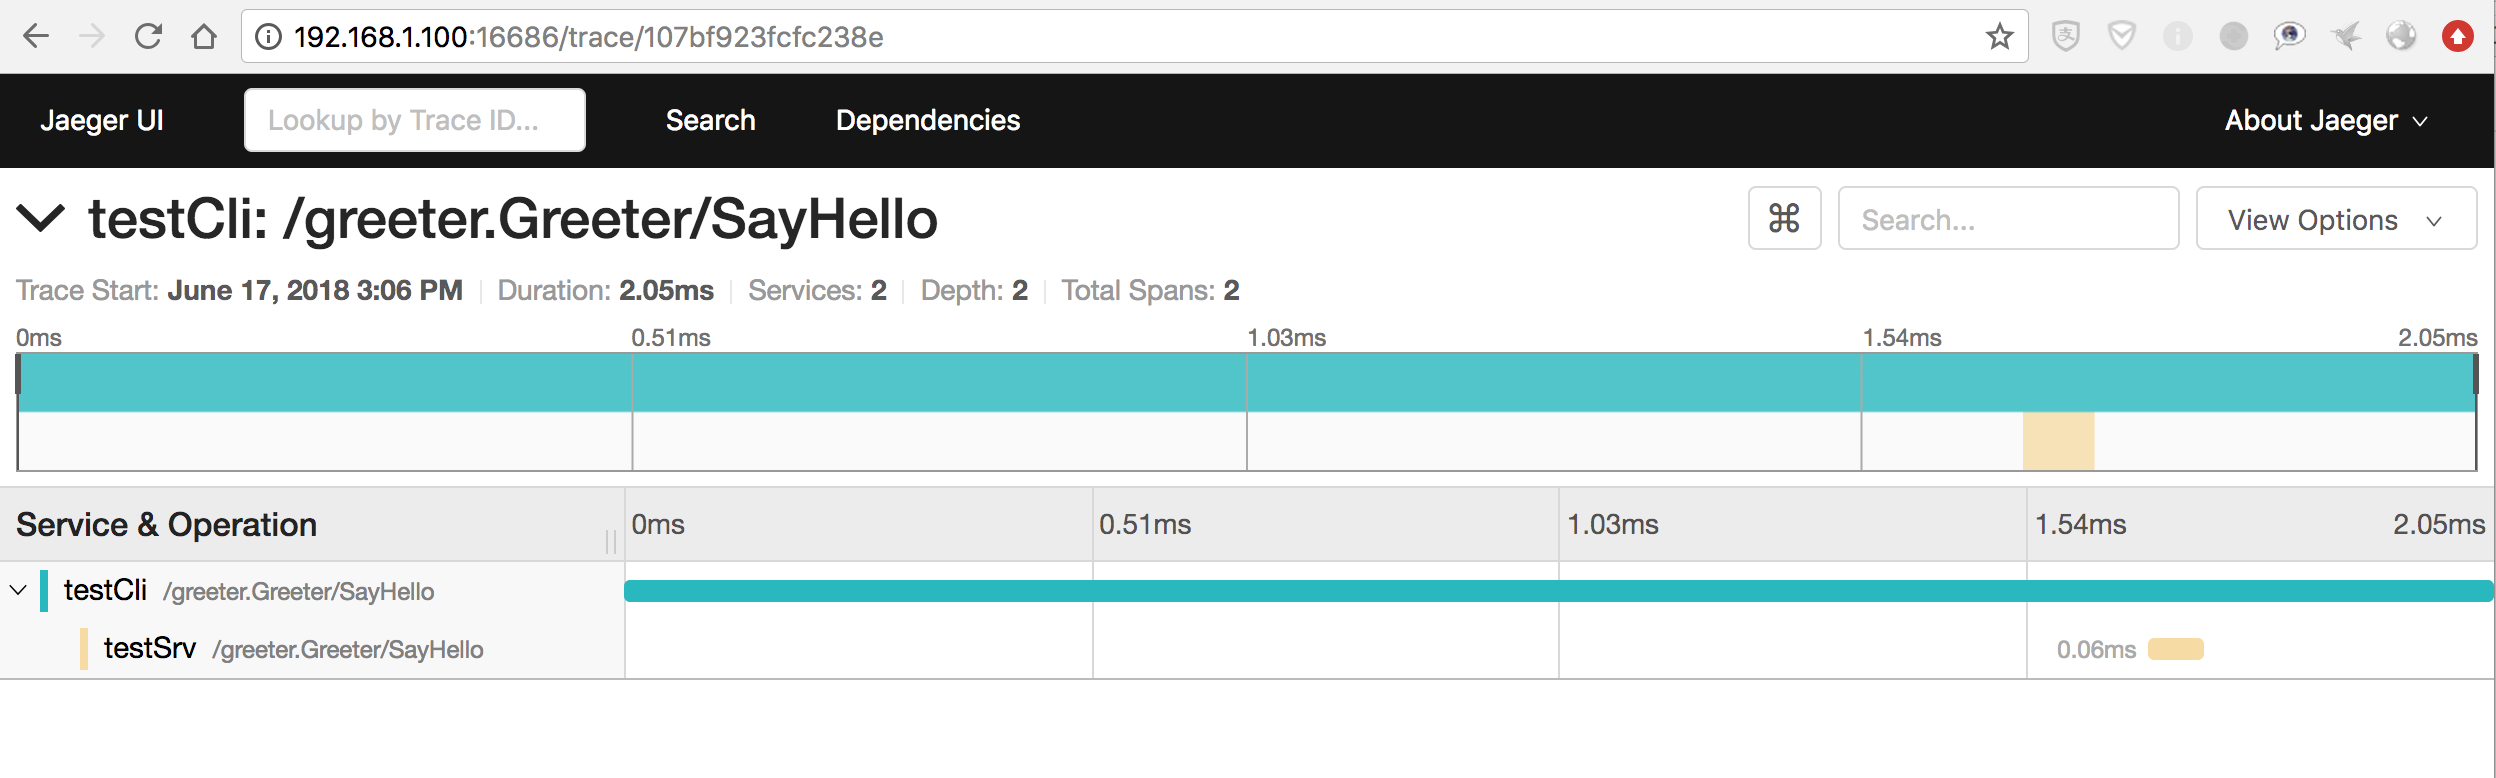 192.168.1.100:16686/trace/107bf923fcfc238e
Jaeger UI Lookup by Trace ID... Search Dependencies About Jaeger
testCli: /greeter.Greeter/SayHello ⌘ Search... View Options
Trace Start: June 17, 2018 3:06 PM Duration: 2.05ms Services: 2 Depth: 2 Total Spans: 2
0ms 0.51ms 1.03ms 1.54ms 2.05ms
Service & Operation 0ms 0.51ms 1.03ms 1.54ms 2.05ms
testCli /greeter.Greeter/SayHello
testSrv /greeter.Greeter/SayHello 0.06ms